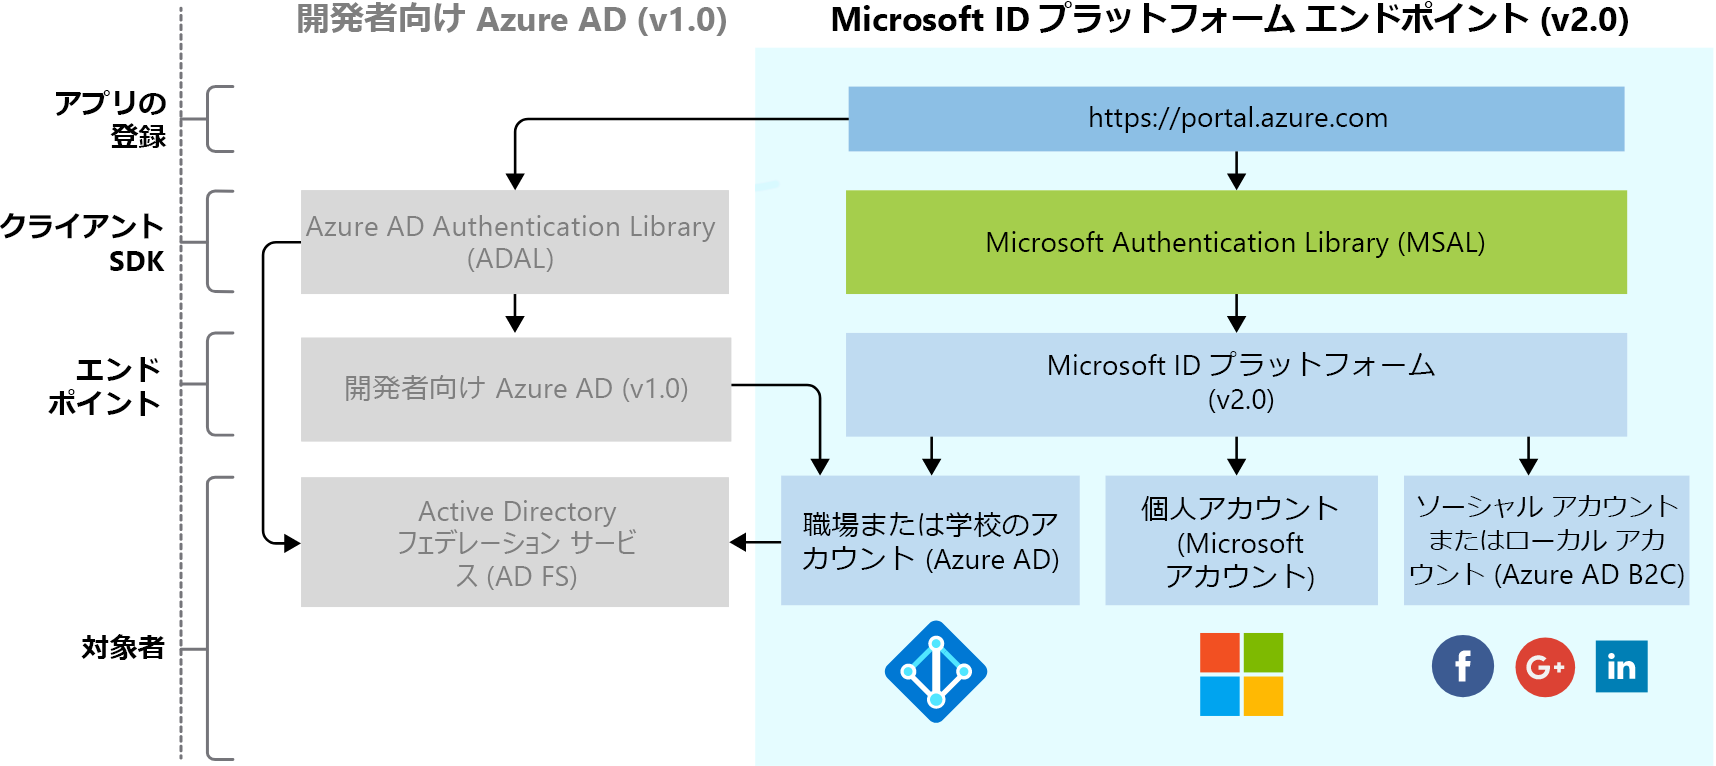 開発者向け Azure AD (v1.0)
Microsoft ID プラットフォーム エンドポイント (v2.0)
アプリの
登録
https://portal.azure.com
クライアント
SDK
Azure AD Authentication Library
(ADAL)
Microsoft Authentication Library (MSAL)
エンド
ポイント
開発者向け Azure AD (v1.0)
Microsoft ID プラットフォーム
(v2.0)
対象者
Active Directory
フェデレーション サービ
ス (AD FS)
職場または学校のア
カウント (Azure AD)
個人アカウント
(Microsoft
アカウント)
ソーシャル アカウント
またはローカル アカ
ウント (Azure AD B2C)
f
G+
in